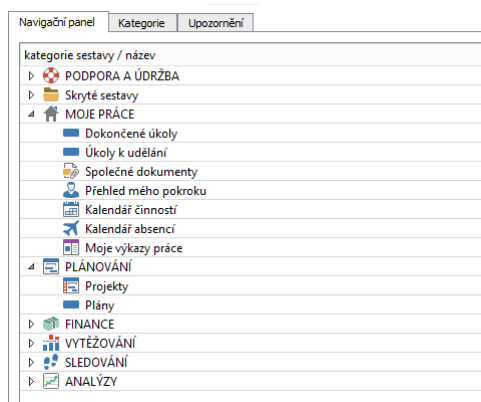 Navigační panel Kategorie Upozornění
kategorie sestavy / název
PODPORA A ÚDRŽBA
Skryté sestavy
MOJE PRÁCE
Dokončené úkoly
Úkoly k udělání
Společné dokumenty
Přehled mého pokroku
Kalendář činností
Kalendář absencí
Moje výkazy práce
PLÁNOVÁNÍ
Projekty
Plány
FINANCE
VYTĚŽOVÁNÍ
SLEDOVÁNÍ
ANALÝZY